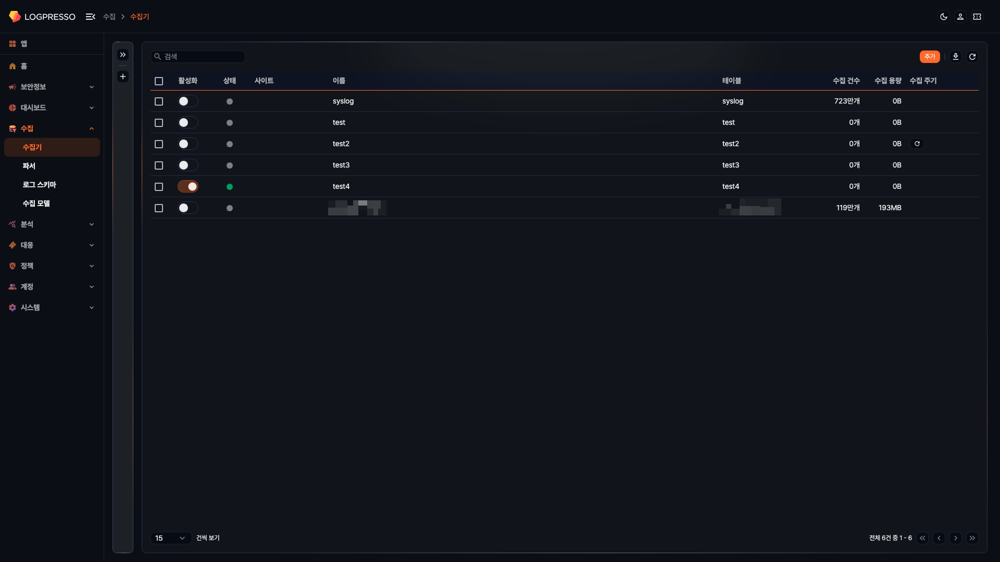 LOGPRESSO 수집 수집기
앱
홈
보안정보
대시보드
수집
수집기
파서
로그 스키마
수집 모델
분석
대응
정책
계정
시스템
검색 추가
활성화 상태 사이트 이름 테이블 수집 건수 수집 용량 수집 주기
syslog syslog 723만개 0B
test test 0개 0B
test2 test2 0개 0B
test3 test3 0개 0B
test4 test4 0개 0B
119만개 193MB
15 건씩 보기 전체 6건 중 1 - 6